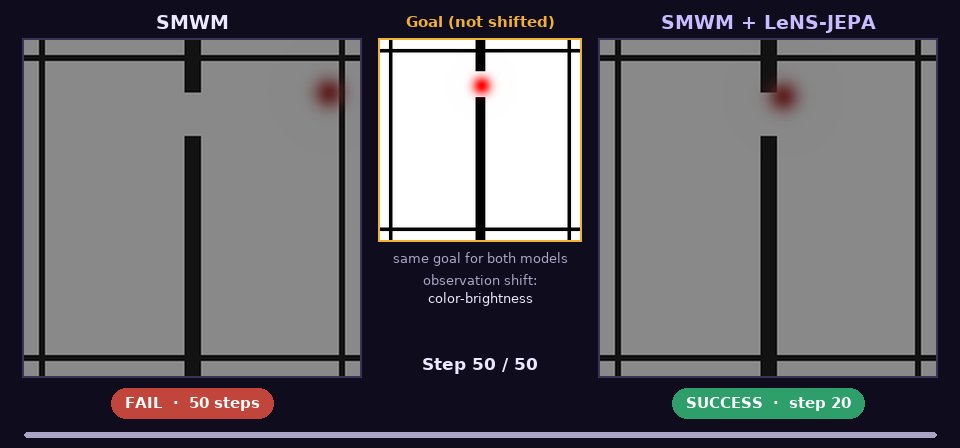 SMWM
Goal (not shifted)
SMWM + LeNS-JEPA
same goal for both models
observation shift:
color-brightness
Step 50 / 50
FAIL · 50 steps
SUCCESS · step 20